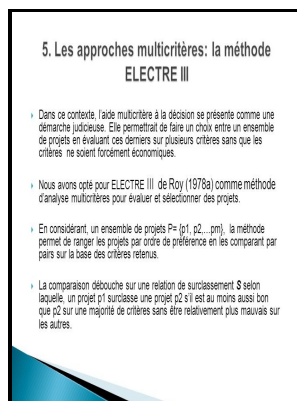 5. Les approches multicritères: la méthode
ELECTRE III
Dans ce contexte, l'aide multicritère à la décision se présente comme une
démarche judicieuse. Elle permettrait de faire un choix entre un ensemble
de projets en évaluant ces derniers sur plusieurs critères sans que les
critères ne soient forcément économiques.
Nous avons opté pour ELECTRE III de Roy (1978a) comme méthode
d'analyse multicritères pour évaluer et sélectionner des projets.
En considérant, un ensemble de projets P= {p1, p2,...pm}, la méthode
permet de ranger les projets par ordre de préférence en les comparant par
pairs sur la base des critères retenus.
La comparaison débouche sur une relation de surclassement S selon
laquelle, un projet p1 surclasse une projet p2 s'il est au moins aussi bon
que p2 sur une majorité de critères sans être relativement plus mauvais sur
les autres.